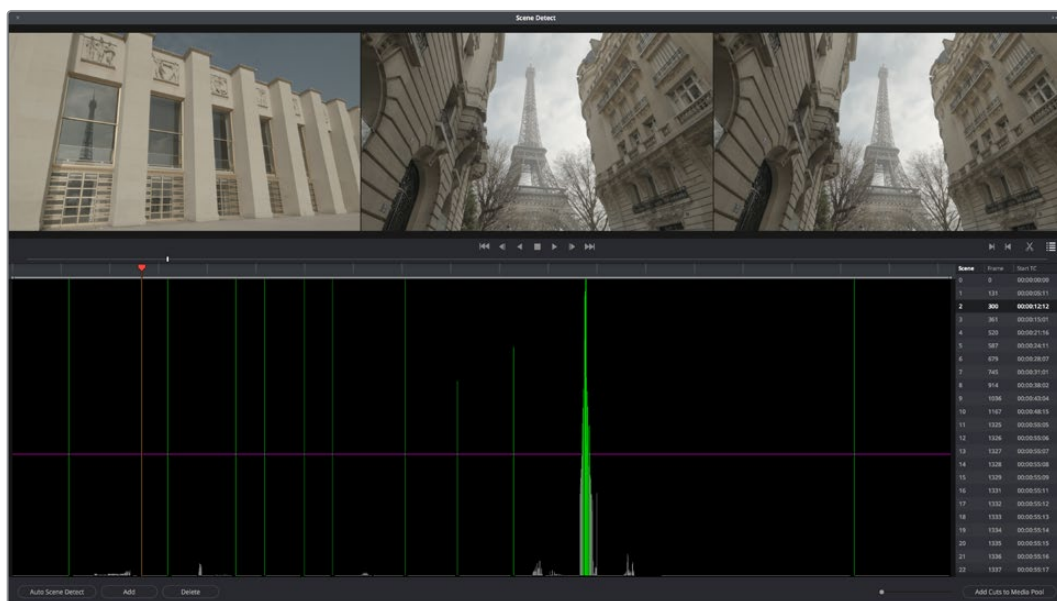 Scene Detect
Scene Frame Start TC
0 0 00:00:00:00
1 131 00:00:05:11
2 300 00:00:12:12
3 361 00:00:15:01
4 520 00:00:21:16
5 587 00:00:24:11
6 679 00:00:28:07
7 745 00:00:31:01
8 914 00:00:38:02
9 1036 00:00:43:04
10 1167 00:00:48:15
11 1325 00:00:55:05
12 1326 00:00:55:06
13 1327 00:00:55:07
14 1328 00:00:55:08
15 1329 00:00:55:09
16 1331 00:00:55:11
17 1332 00:00:55:12
18 1333 00:00:55:13
19 1334 00:00:55:14
20 1335 00:00:55:15
21 1336 00:00:55:16
22 1337 00:00:55:17
Auto Scene Detect Add Delete Add Cuts to Media Pool